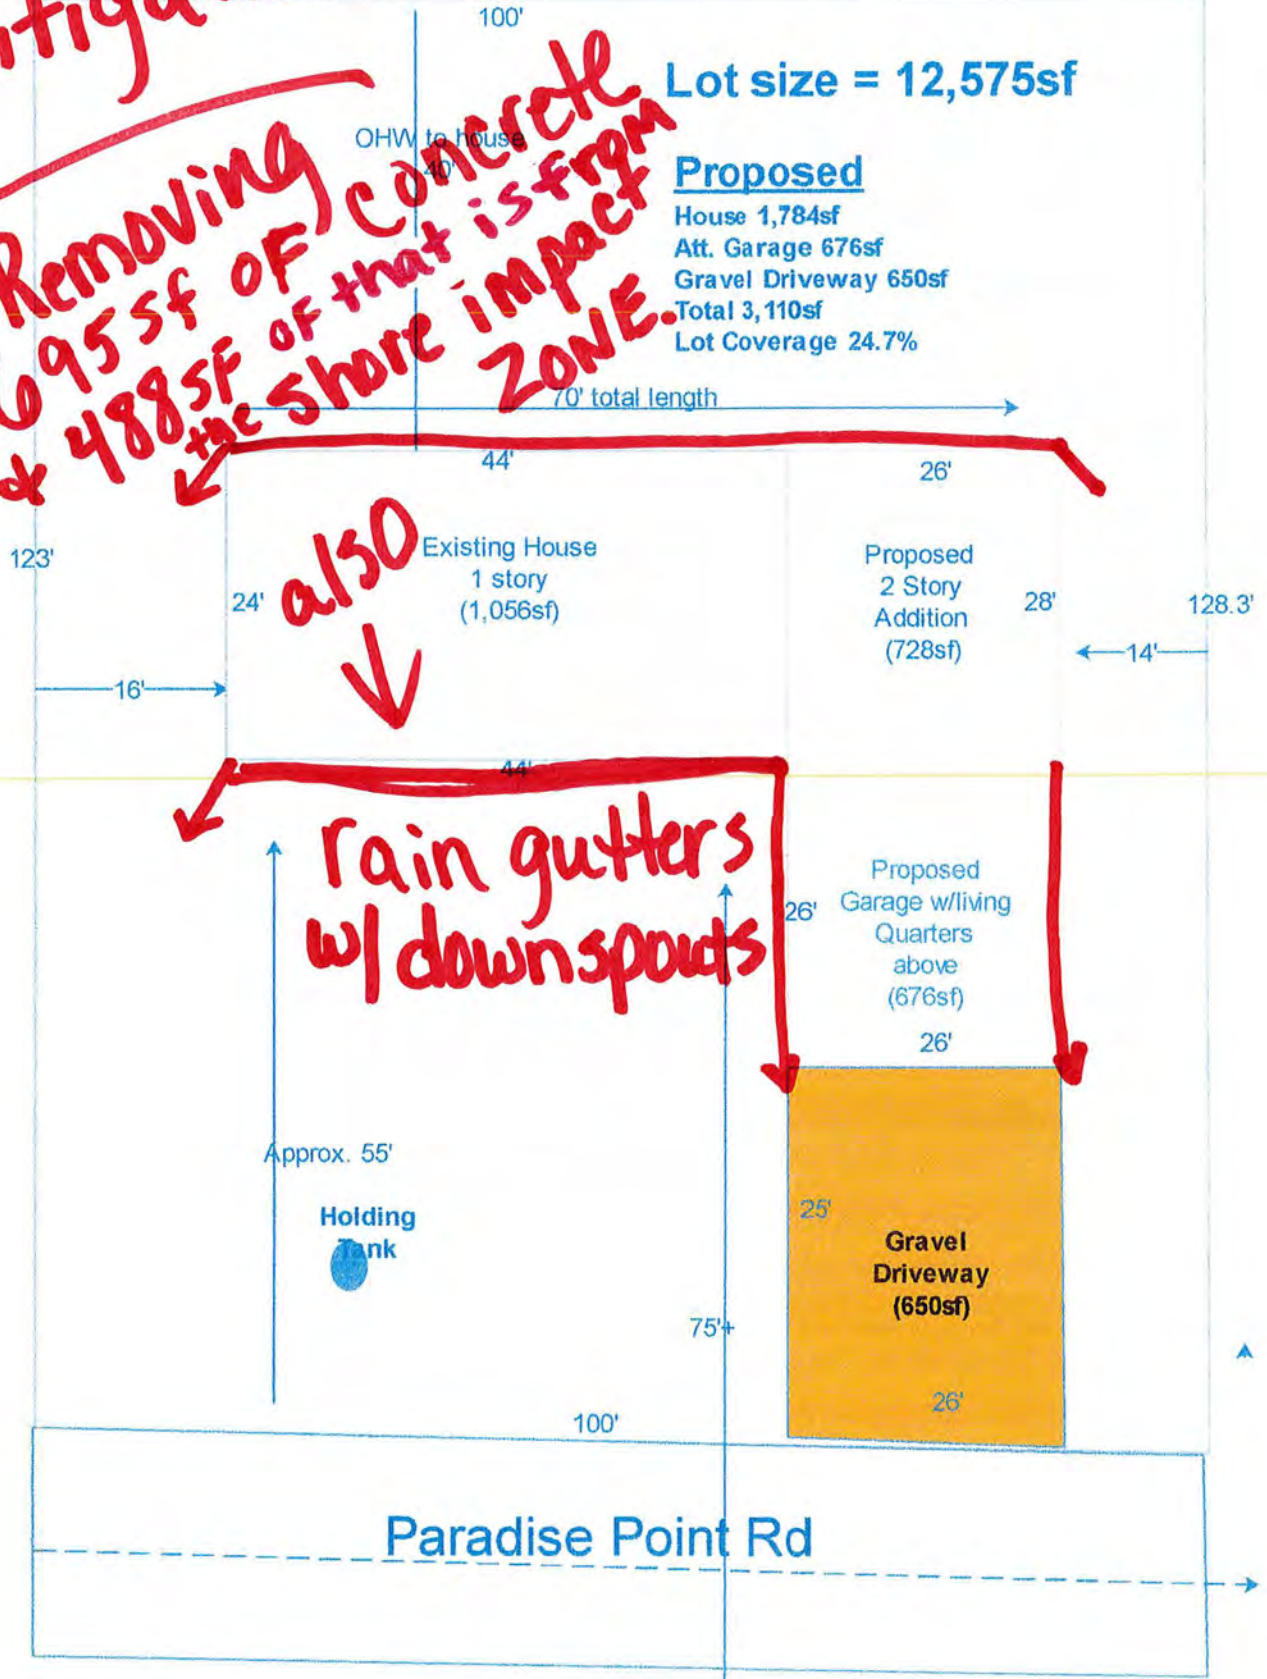 100'
Lot size = 12,575sf
OHW to house
40'
Proposed
House 1,784sf
Att. Garage 676sf
Gravel Driveway 650sf
Total 3,110sf
Lot Coverage 24.7%
Removing
695sf OF concrete
* 488sf OF that is from
the shore impact
ZONE.
70' total length
44'
26'
123'
also
24'
Existing House
1 story
(1,056sf)
Proposed
2 Story
Addition
(728sf)
28'
128.3'
14'
16'
44'
rain gutters
w/ downspouts
26'
Proposed
Garage w/living
Quarters
above
(676sf)
26'
Approx. 55'
Holding
Tank
25'
Gravel
Driveway
(650sf)
75'+
26'
100'
Paradise Point Rd